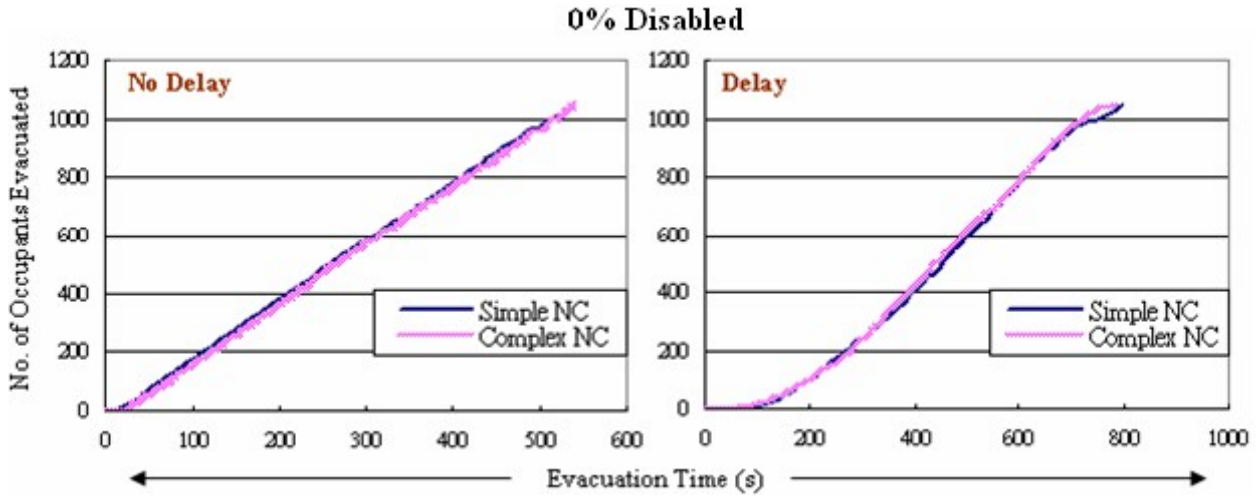 0% Disabled
No. of Occupants Evacuated
1200
1000
800
600
400
200
0
No Delay
Simple NC
Complex NC
0 100 200 300 400 500 600
1200
1000
800
600
400
200
0
Delay
Simple NC
Complex NC
0 200 400 600 800 1000
Evacuation Time (s)